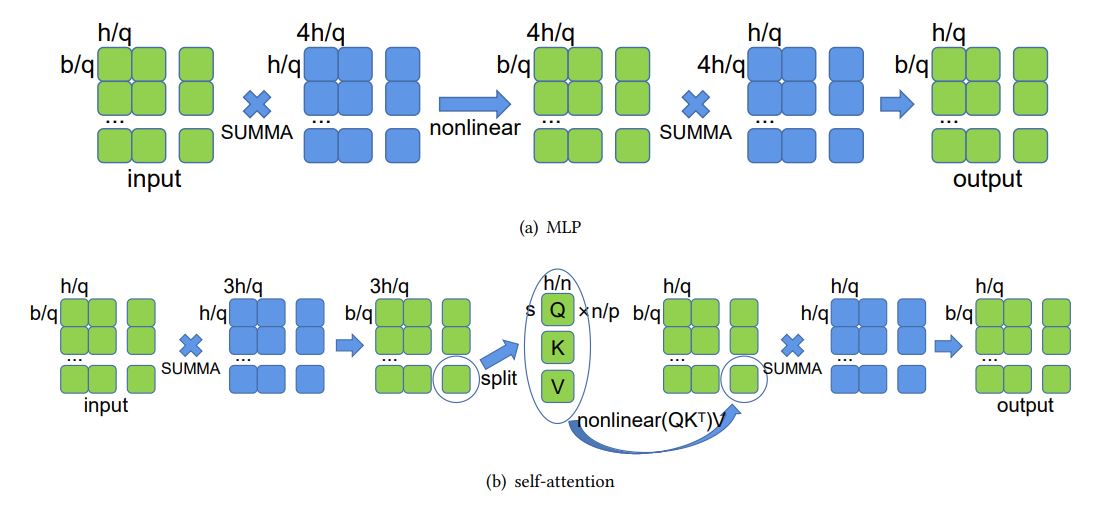 h/q 4h/q 4h/q h/q h/q
b/q h/q b/q 4h/q b/q
... ... ... ... ...
SUMMA nonlinear SUMMA
input output
(a) MLP
h/q 3h/q 3h/q h/n h/q h/q h/q
b/q h/q b/q s Q ×n/p b/q h/q b/q
K
... ... ... ... ... ...
SUMMA split V SUMMA
input output
nonlinear(QKᵀ)V
(b) self-attention